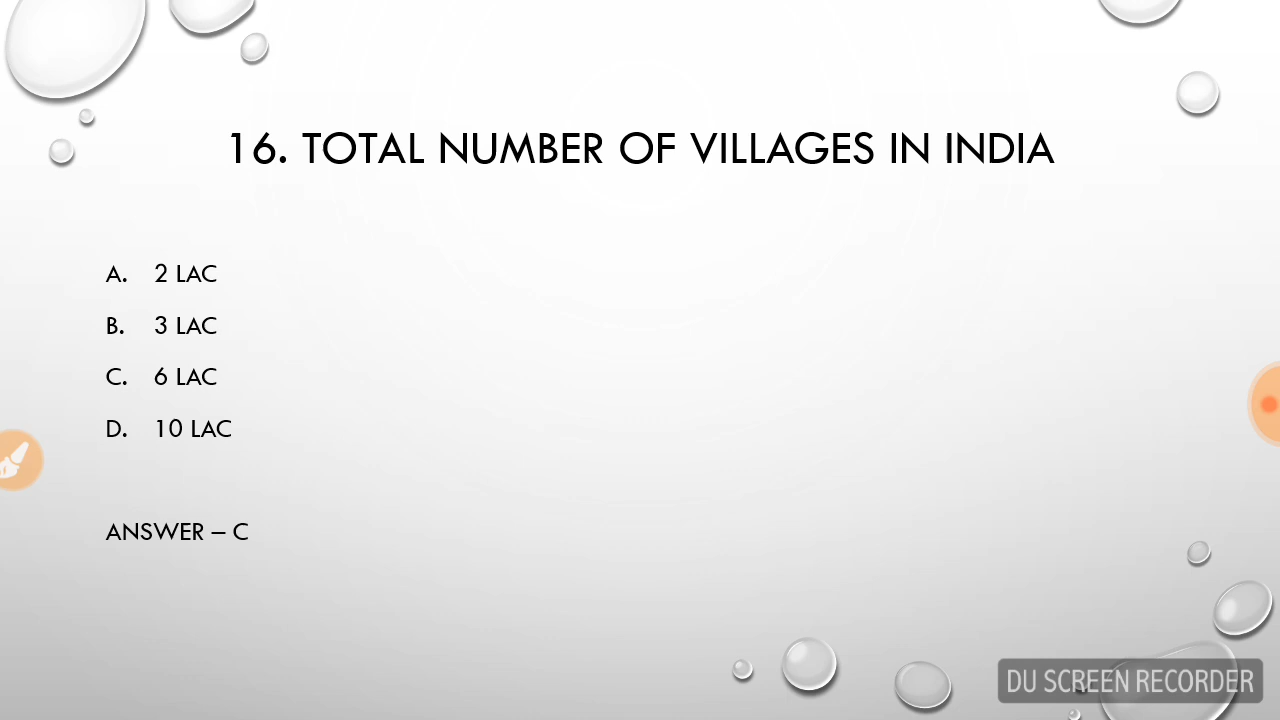 16. TOTAL NUMBER OF VILLAGES IN INDIA
A. 2 LAC
B. 3 LAC
C. 6 LAC
D. 10 LAC
ANSWER – C
DU SCREEN RECORDER